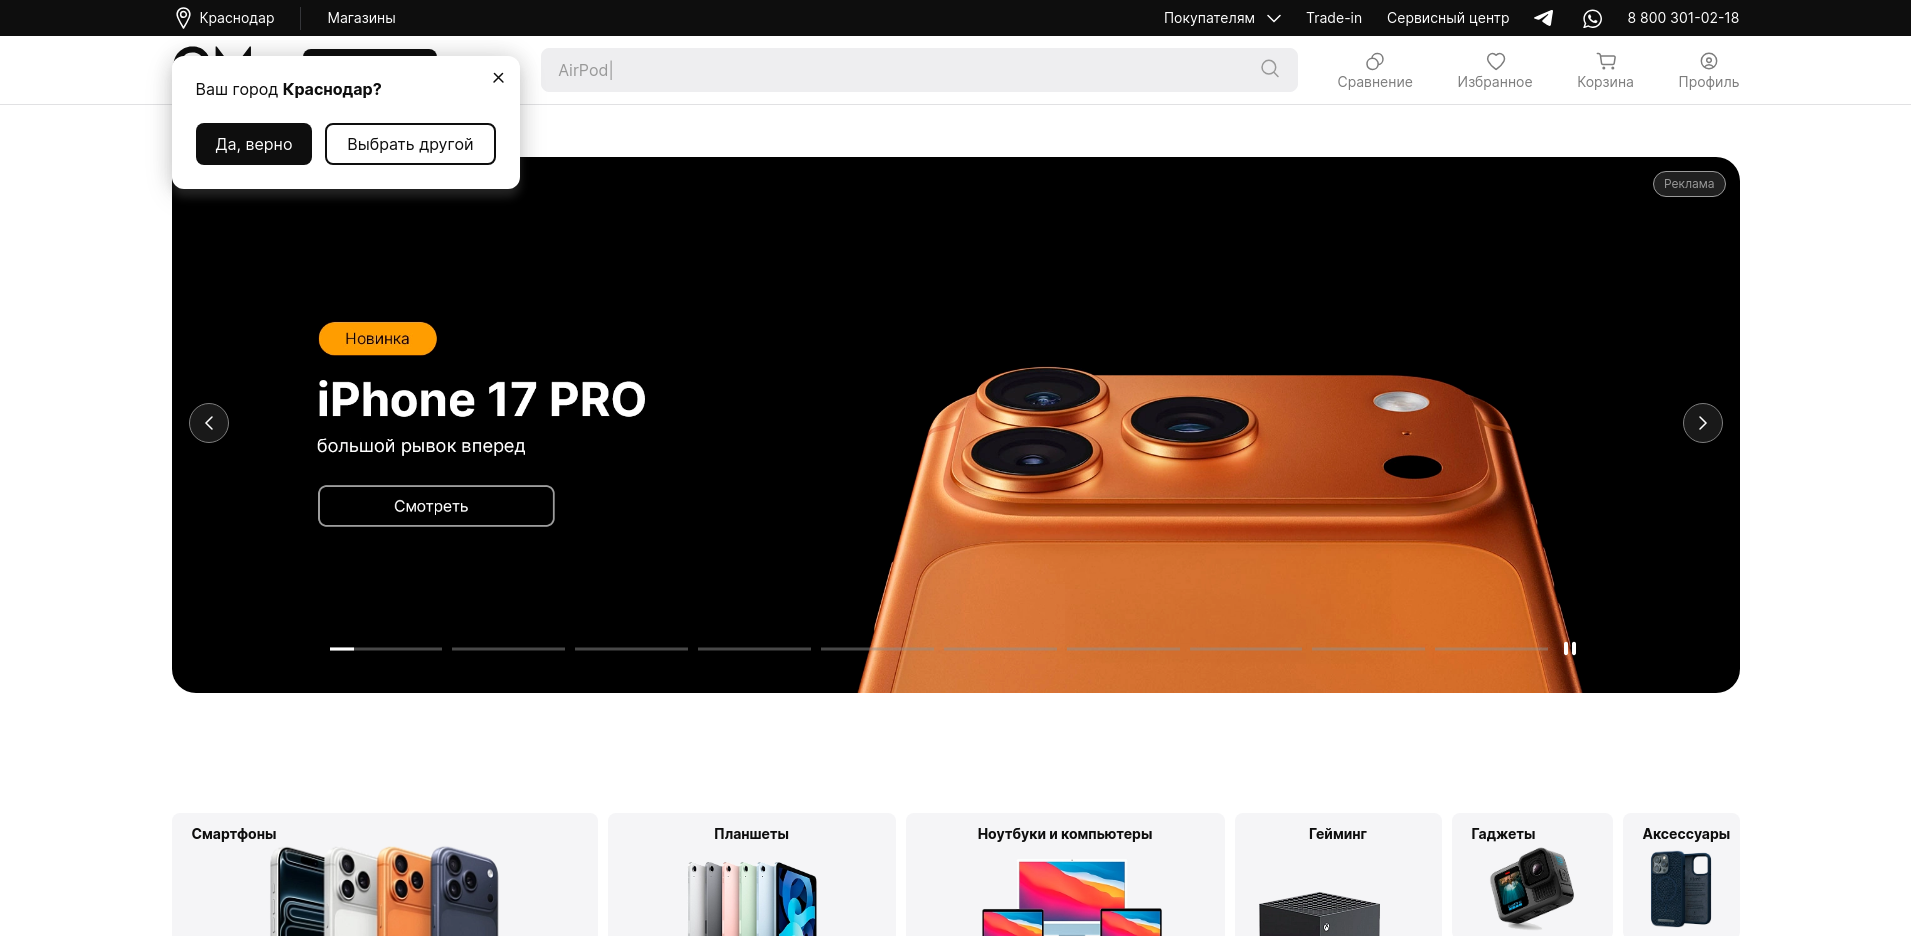 Краснодар
Магазины
Покупателям
Trade-in
Сервисный центр
8 800 301-02-18
AirPod
Сравнение
Избранное
Корзина
Профиль
Ваш город Краснодар?
Да, верно
Выбрать другой
Реклама
Новинка
iPhone 17 PRO
большой рывок вперед
Смотреть
Смартфоны
Планшеты
Ноутбуки и компьютеры
Гейминг
Гаджеты
Аксессуары